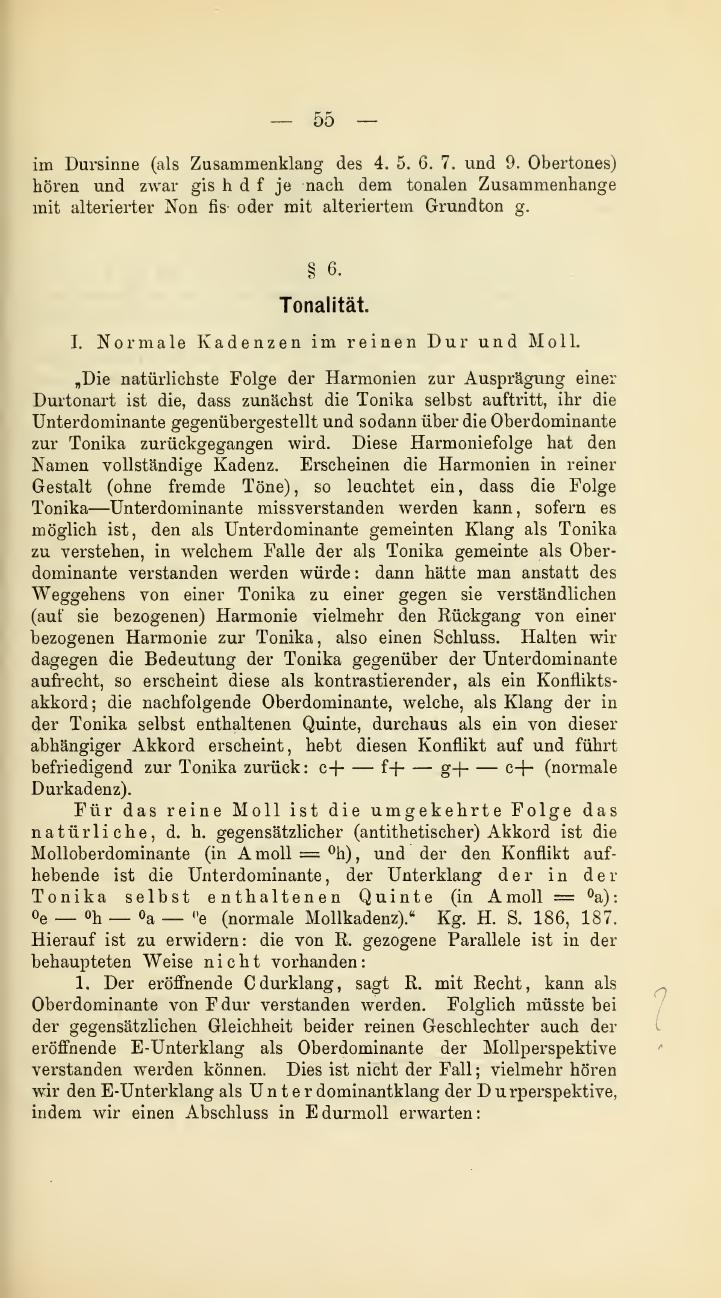 — 55 —
im Dursinne (als Zusammenklang des 4. 5. 6. 7. und 9. Obertones)
hören und zwar gis h d f je nach dem tonalen Zusammenhange
mit alterierter Non fis oder mit alteriertem Grundton g.
§ 6.
Tonalität.
I. Normale Kadenzen im reinen Dur und Moll.
„Die natürlichste Folge der Harmonien zur Ausprägung einer
Durtonart ist die, dass zunächst die Tonika selbst auftritt, ihr die
Unterdominante gegenübergestellt und sodann über die Oberdominante
zur Tonika zurückgegangen wird. Diese Harmoniefolge hat den
Namen vollständige Kadenz. Erscheinen die Harmonien in reiner
Gestalt (ohne fremde Töne), so leuchtet ein, dass die Folge
Tonika—Unterdominante missverstanden werden kann, sofern es
möglich ist, den als Unterdominante gemeinten Klang als Tonika
zu verstehen, in welchem Falle der als Tonika gemeinte als Ober-
dominante verstanden werden würde: dann hätte man anstatt des
Weggehens von einer Tonika zu einer gegen sie verständlichen
(auf sie bezogenen) Harmonie vielmehr den Rückgang von einer
bezogenen Harmonie zur Tonika, also einen Schluss. Halten wir
dagegen die Bedeutung der Tonika gegenüber der Unterdominante
aufrecht, so erscheint diese als kontrastierender, als ein Konflikts-
akkord; die nachfolgende Oberdominante, welche, als Klang der in
der Tonika selbst enthaltenen Quinte, durchaus als ein von dieser
abhängiger Akkord erscheint, hebt diesen Konflikt auf und führt
befriedigend zur Tonika zurück: c+ — f+ — g+ — c+ (normale
Durkadenz).
Für das reine Moll ist die umgekehrte Folge das
natürliche, d. h. gegensätzlicher (antithetischer) Akkord ist die
Molloberdominante (in A moll = ⁰h), und der den Konflikt auf-
hebende ist die Unterdominante, der Unterklang der in der
Tonika selbst enthaltenen Quinte (in A moll = ⁰a):
⁰e — ⁰h — ⁰a — ⁰e (normale Mollkadenz).“ Kg. H. S. 186, 187.
Hierauf ist zu erwidern: die von R. gezogene Parallele ist in der
behaupteten Weise nicht vorhanden:
1. Der eröffnende C durklang, sagt R. mit Recht, kann als
Oberdominante von F dur verstanden werden. Folglich müsste bei
der gegensätzlichen Gleichheit beider reinen Geschlechter auch der
eröffnende E-Unterklang als Oberdominante der Mollperspektive
verstanden werden können. Dies ist nicht der Fall; vielmehr hören
wir den E-Unterklang als Unterdominantklang der Durperspektive,
indem wir einen Abschluss in E durmoll erwarten:
?